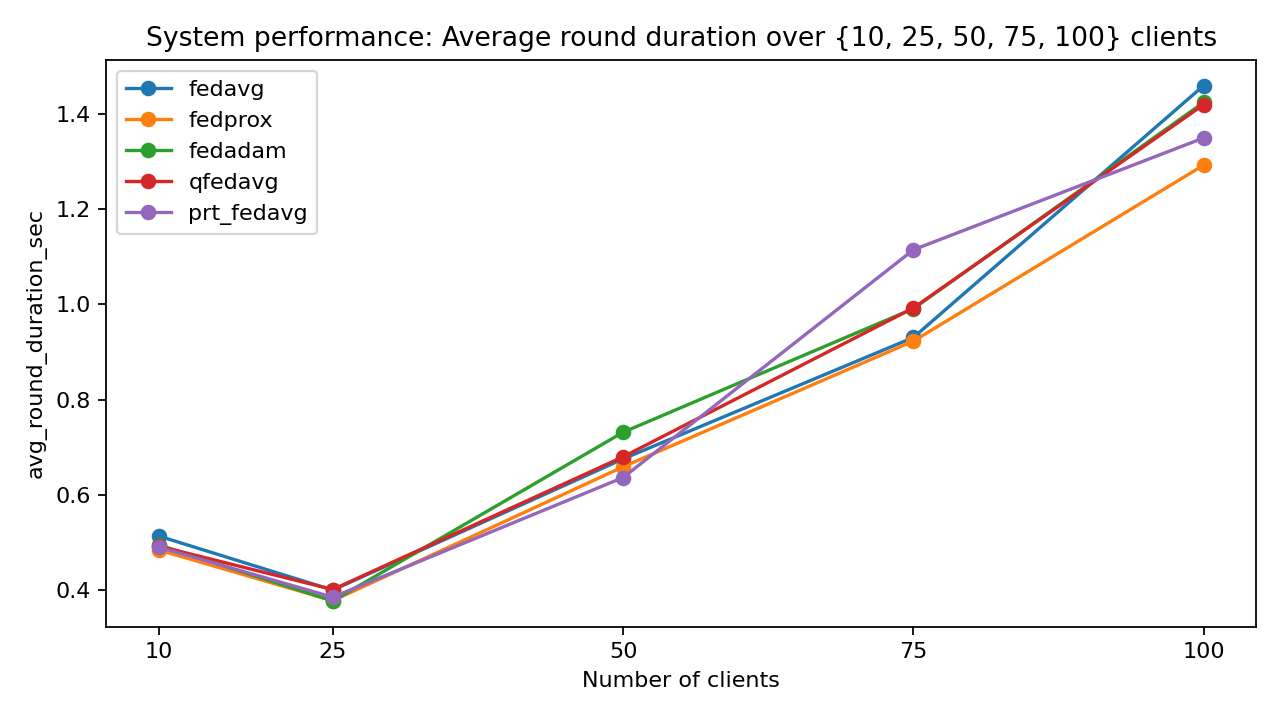 System performance: Average round duration over {10, 25, 50, 75, 100} clients
fedavg
fedprox
fedadam
qfedavg
prt_fedavg
avg_round_duration_sec
1.4
1.2
1.0
0.8
0.6
0.4
10 25 50 75 100
Number of clients